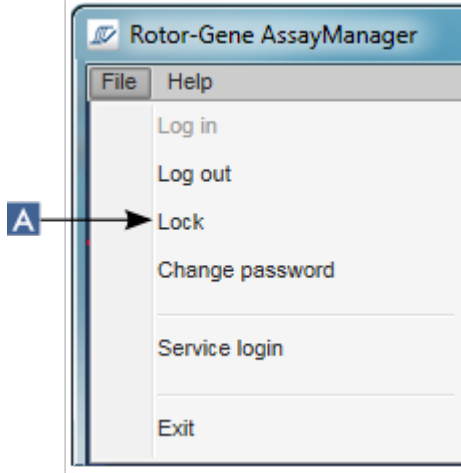 Rotor-Gene AssayManager
File Help
Log in
Log out
A Lock
Change password
Service login
Exit